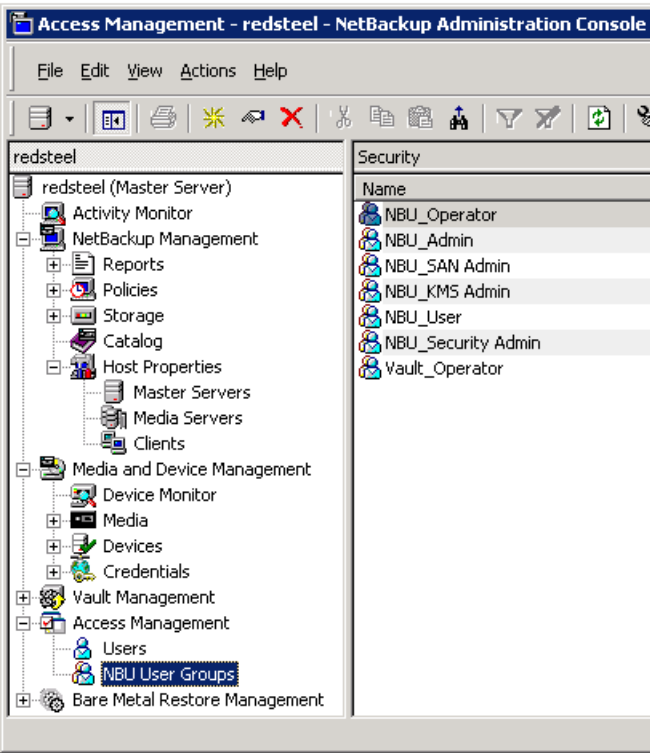 Access Management - redsteel - NetBackup Administration Console
File Edit View Actions Help
redsteel
redsteel (Master Server)
Activity Monitor
NetBackup Management
Reports
Policies
Storage
Catalog
Host Properties
Master Servers
Media Servers
Clients
Media and Device Management
Device Monitor
Media
Devices
Credentials
Vault Management
Access Management
Users
NBU User Groups
Bare Metal Restore Management
Security
Name
NBU_Operator
NBU_Admin
NBU_SAN Admin
NBU_KMS Admin
NBU_User
NBU_Security Admin
Vault_Operator